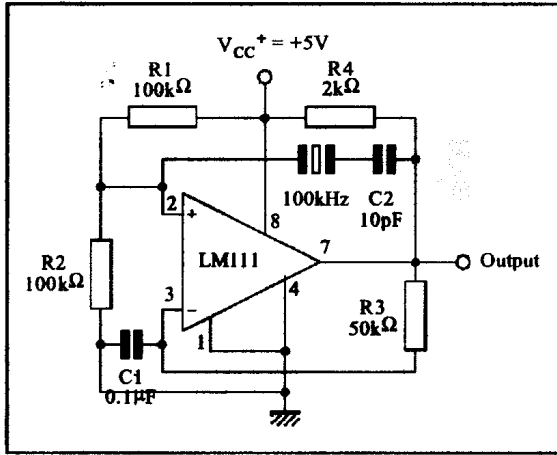 V_CC+ = +5V
R1
100kΩ
R4
2kΩ
100kHz
C2
10pF
2
+
8
LM111
7
Output
R2
100kΩ
3
−
4
1
R3
50kΩ
C1
0.1µF